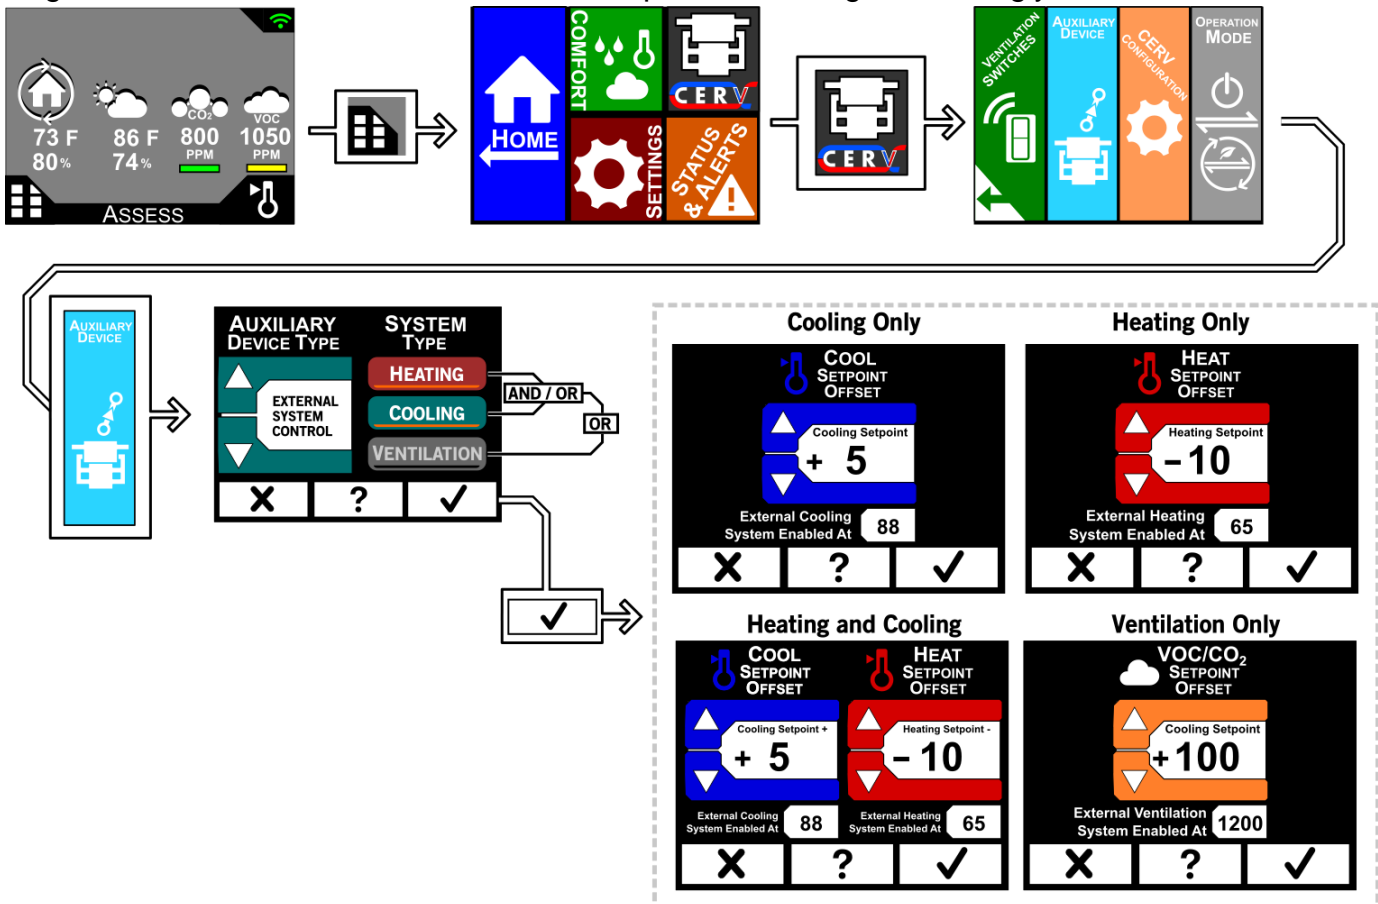 73 F
80%
86 F
74%
CO2
800
PPM
VOC
1050
PPM
ASSESS
HOME
COMFORT
CERV
SETTINGS
STATUS
& ALERTS
CERV
VENTILATION
SWITCHES
AUXILIARY
DEVICE
CERV
CONFIGURATION
OPERATION
MODE
AUXILIARY
DEVICE
AUXILIARY
DEVICE TYPE
EXTERNAL
SYSTEM
CONTROL
SYSTEM
TYPE
HEATING
COOLING
VENTILATION
AND / OR
OR
?
Cooling Only
COOL
SETPOINT
OFFSET
Cooling Setpoint
+ 5
External Cooling
System Enabled At
88
?
Heating Only
HEAT
SETPOINT
OFFSET
Heating Setpoint
- 10
External Heating
System Enabled At
65
?
Heating and Cooling
COOL
SETPOINT
OFFSET
Cooling Setpoint +
+ 5
External Cooling
System Enabled At
88
HEAT
SETPOINT
OFFSET
Heating Setpoint -
- 10
External Heating
System Enabled At
65
?
Ventilation Only
VOC/CO2
SETPOINT
OFFSET
Cooling Setpoint
+100
External Ventilation
System Enabled At
1200
?